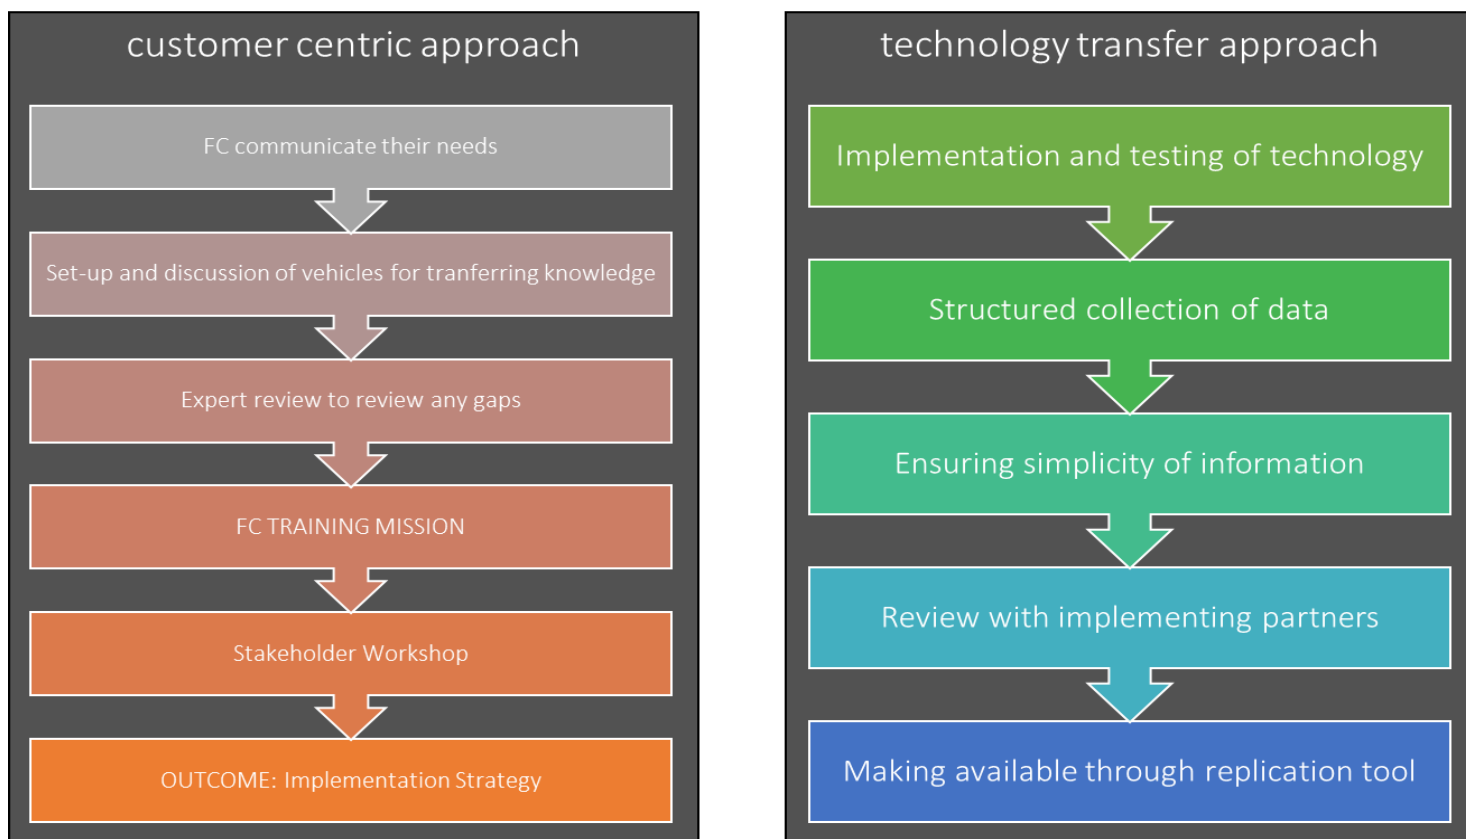 customer centric approach
FC communicate their needs
Set-up and discussion of vehicles for tranferring knowledge
Expert review to review any gaps
FC TRAINING MISSION
Stakeholder Workshop
OUTCOME: Implementation Strategy
technology transfer approach
Implementation and testing of technology
Structured collection of data
Ensuring simplicity of information
Review with implementing partners
Making available through replication tool